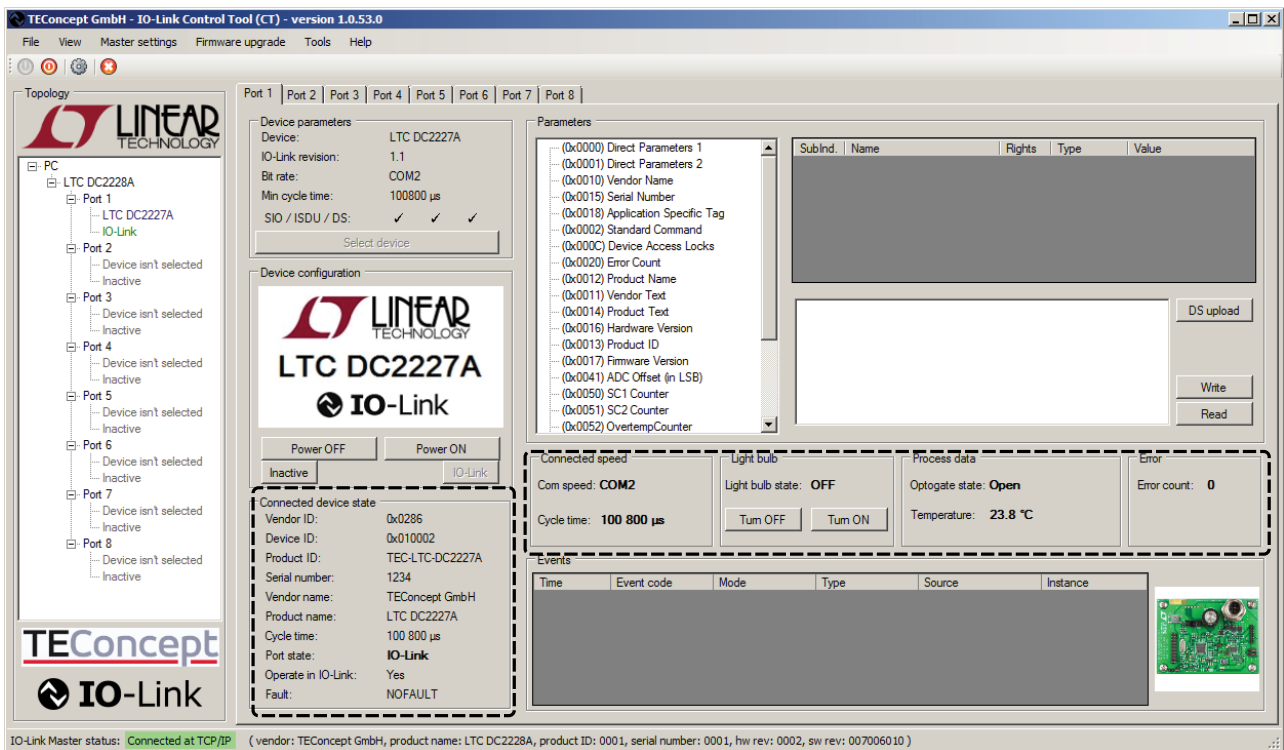 TEConcept GmbH - IO-Link Control Tool (CT) - version 1.0.53.0
File View Master settings Firmware upgrade Tools Help
Topology
LINEAR
TECHNOLOGY
PC
LTC DC2228A
Port 1
LTC DC2227A
IO-Link
Port 2
Device isn't selected
Inactive
Port 3
Device isn't selected
Inactive
Port 4
Device isn't selected
Inactive
Port 5
Device isn't selected
Inactive
Port 6
Device isn't selected
Inactive
Port 7
Device isn't selected
Inactive
Port 8
Device isn't selected
Inactive
TEConcept
IO-Link
Port 1 Port 2 Port 3 Port 4 Port 5 Port 6 Port 7 Port 8
Device parameters
Device: LTC DC2227A
IO-Link revision: 1.1
Bit rate: COM2
Min cycle time: 100800 µs
SIO / ISDU / DS: ✓ ✓ ✓
Select device
Device configuration
LINEAR
TECHNOLOGY
LTC DC2227A
IO-Link
Power OFF Power ON
Inactive IO-Link
Connected device state
Vendor ID: 0x0286
Device ID: 0x010002
Product ID: TEC-LTC-DC2227A
Serial number: 1234
Vendor name: TEConcept GmbH
Product name: LTC DC2227A
Cycle time: 100 800 µs
Port state: IO-Link
Operate in IO-Link: Yes
Fault: NOFAULT
Parameters
(0x0000) Direct Parameters 1
(0x0001) Direct Parameters 2
(0x0010) Vendor Name
(0x0015) Serial Number
(0x0018) Application Specific Tag
(0x0002) Standard Command
(0x000C) Device Access Locks
(0x0020) Error Count
(0x0012) Product Name
(0x0011) Vendor Text
(0x0014) Product Text
(0x0016) Hardware Version
(0x0013) Product ID
(0x0017) Firmware Version
(0x0041) ADC Offset (in LSB)
(0x0050) SC1 Counter
(0x0051) SC2 Counter
(0x0052) OvertempCounter
SubInd. Name Rights Type Value
DS upload
Write
Read
Connected speed
Com speed: COM2
Cycle time: 100 800 µs
Light bulb
Light bulb state: OFF
Turn OFF Turn ON
Process data
Optogate state: Open
Temperature: 23.8 °C
Error
Error count: 0
Events
Time Event code Mode Type Source Instance
IO-Link Master status: Connected at TCP/IP ( vendor: TEConcept GmbH, product name: LTC DC2228A, product ID: 0001, serial number: 0001, hw rev: 0002, sw rev: 007006010 )